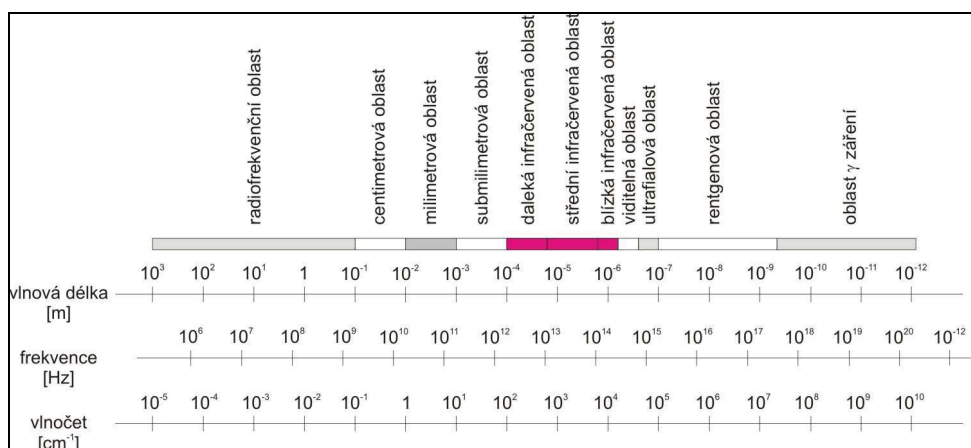 radiofrekvenční oblast
centimetrová oblast
milimetrová oblast
submilimetrová oblast
daleká infračervená oblast
střední infračervená oblast
blízká infračervená oblast
viditelná oblast
ultrafialová oblast
rentgenová oblast
oblast γ záření
10³ 10² 10¹ 1 10⁻¹ 10⁻² 10⁻³ 10⁻⁴ 10⁻⁵ 10⁻⁶ 10⁻⁷ 10⁻⁸ 10⁻⁹ 10⁻¹⁰ 10⁻¹¹ 10⁻¹²
vlnová délka
[m]
10⁶ 10⁷ 10⁸ 10⁹ 10¹⁰ 10¹¹ 10¹² 10¹³ 10¹⁴ 10¹⁵ 10¹⁶ 10¹⁷ 10¹⁸ 10¹⁹ 10²⁰ 10⁻¹²
frekvence
[Hz]
10⁻⁵ 10⁻⁴ 10⁻³ 10⁻² 10⁻¹ 1 10¹ 10² 10³ 10⁴ 10⁵ 10⁶ 10⁷ 10⁸ 10⁹ 10¹⁰
vlnočet
[cm⁻¹]